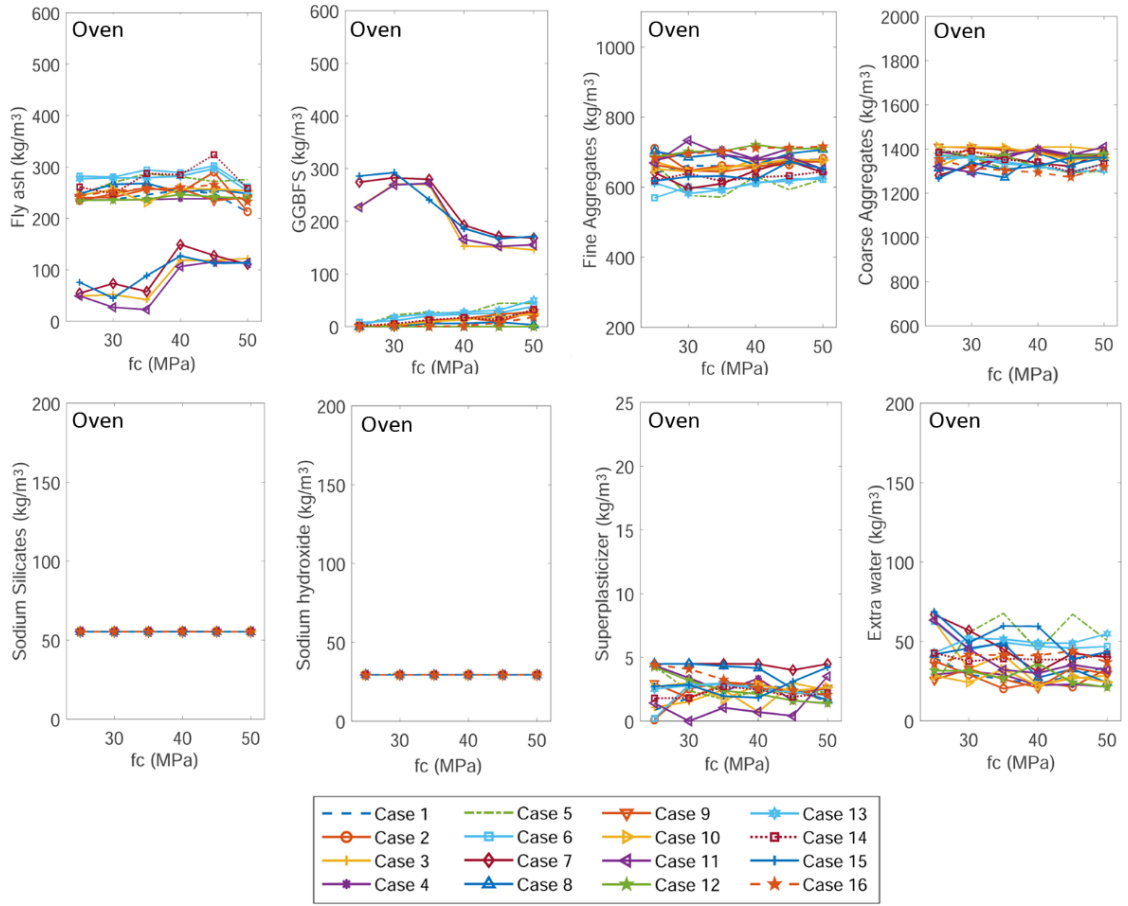 Oven
Fly ash (kg/m³)
600
500
400
300
200
100
0
30 40 50
fc (MPa)
Oven
GGBFS (kg/m³)
600
500
400
300
200
100
0
30 40 50
fc (MPa)
Oven
Fine Aggregates (kg/m³)
1000
800
600
400
200
30 40 50
fc (MPa)
Oven
Coarse Aggregates (kg/m³)
2000
1800
1600
1400
1200
1000
800
600
30 40 50
fc (MPa)
Oven
Sodium Silicates (kg/m³)
200
150
100
50
0
30 40 50
fc (MPa)
Oven
Sodium hydroxide (kg/m³)
200
150
100
50
0
30 40 50
fc (MPa)
Oven
Superplasticizer (kg/m³)
25
20
15
10
5
0
30 40 50
fc (MPa)
Oven
Extra water (kg/m³)
200
150
100
50
0
30 40 50
fc (MPa)
Case 1 Case 5 Case 9 Case 13
Case 2 Case 6 Case 10 Case 14
Case 3 Case 7 Case 11 Case 15
Case 4 Case 8 Case 12 Case 16